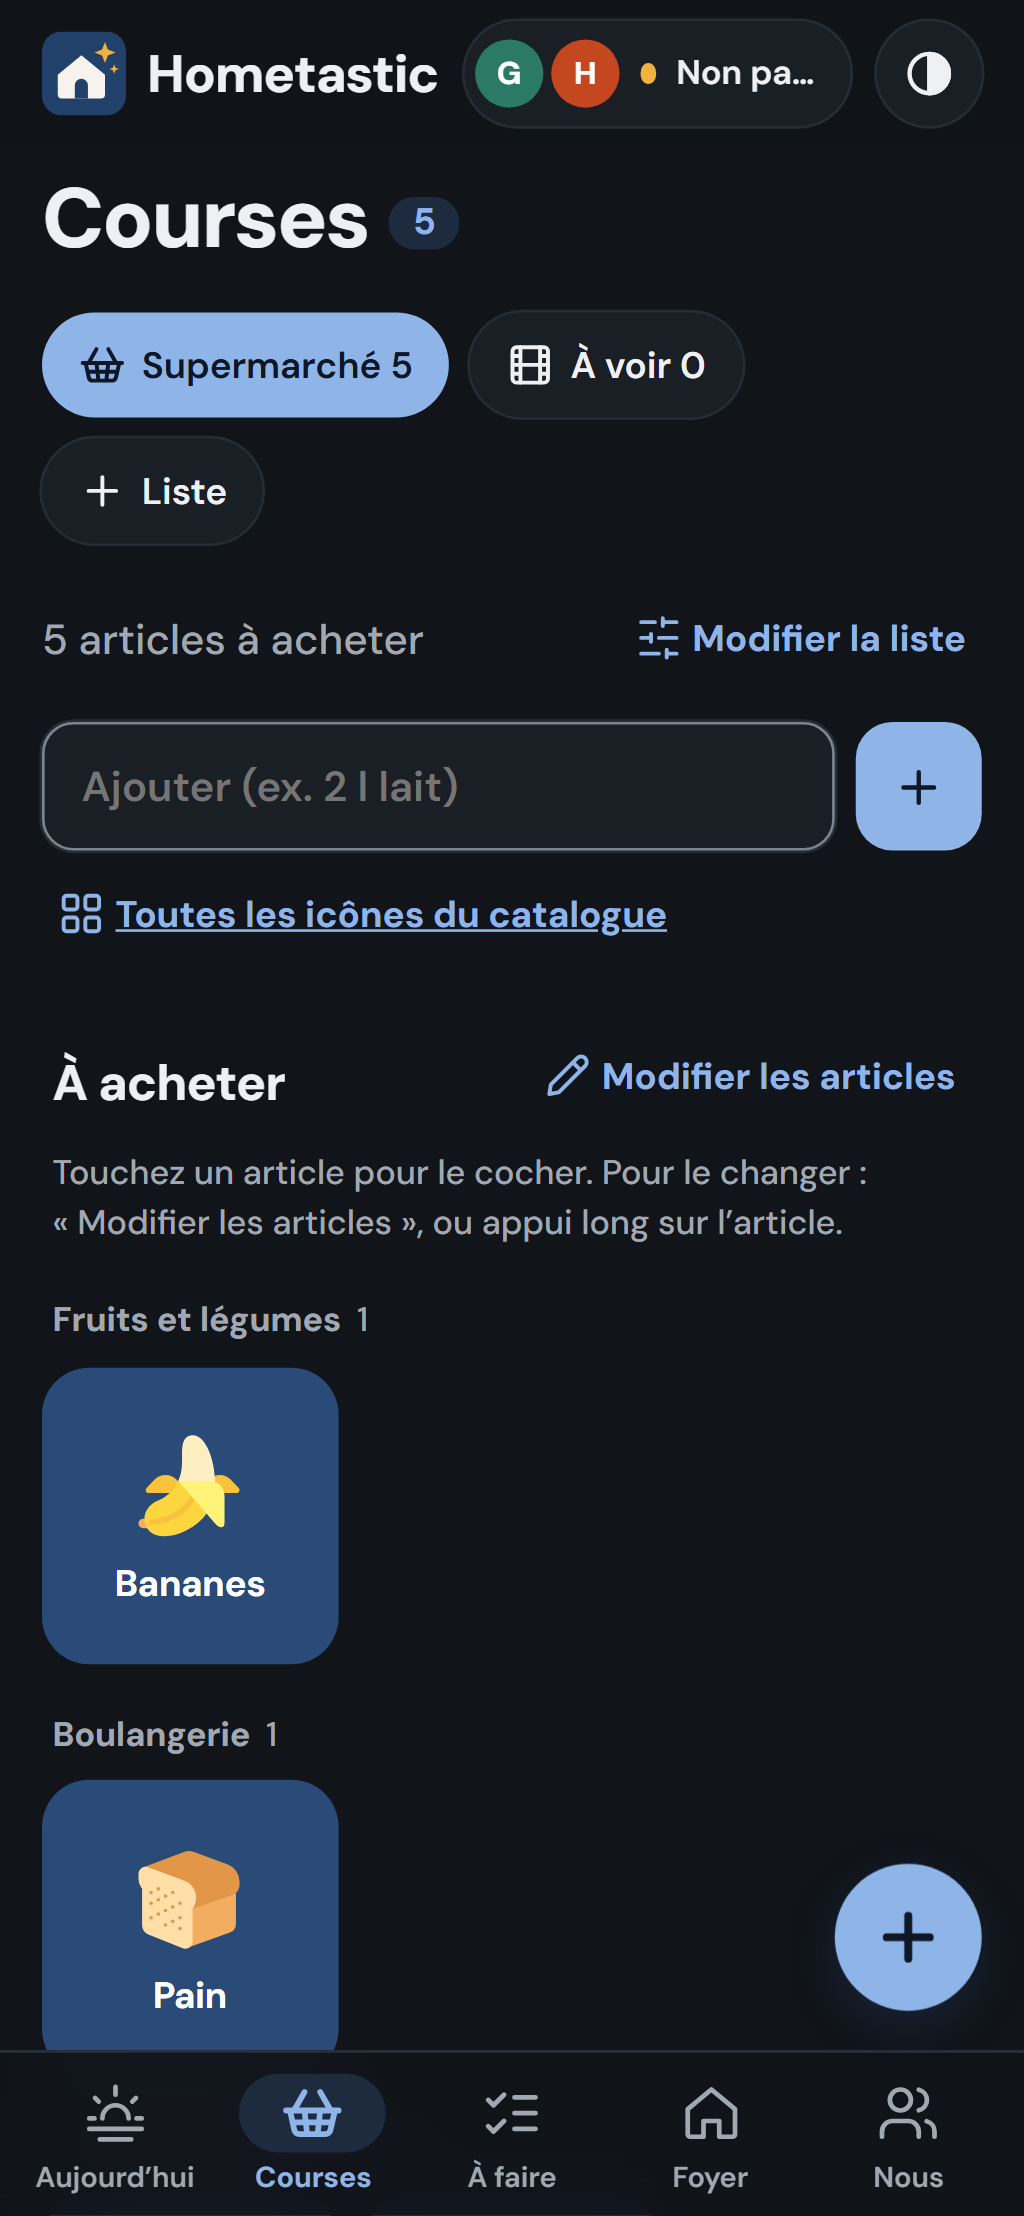 Hometastic
G H Non pa...
Courses 5
Supermarché 5
À voir 0
+ Liste
5 articles à acheter
Modifier la liste
Ajouter (ex. 2 l lait)
Toutes les icônes du catalogue
À acheter
Modifier les articles
Touchez un article pour le cocher. Pour le changer :
« Modifier les articles », ou appui long sur l’article.
Fruits et légumes 1
Bananes
Boulangerie 1
Pain
Aujourd’hui
Courses
À faire
Foyer
Nous